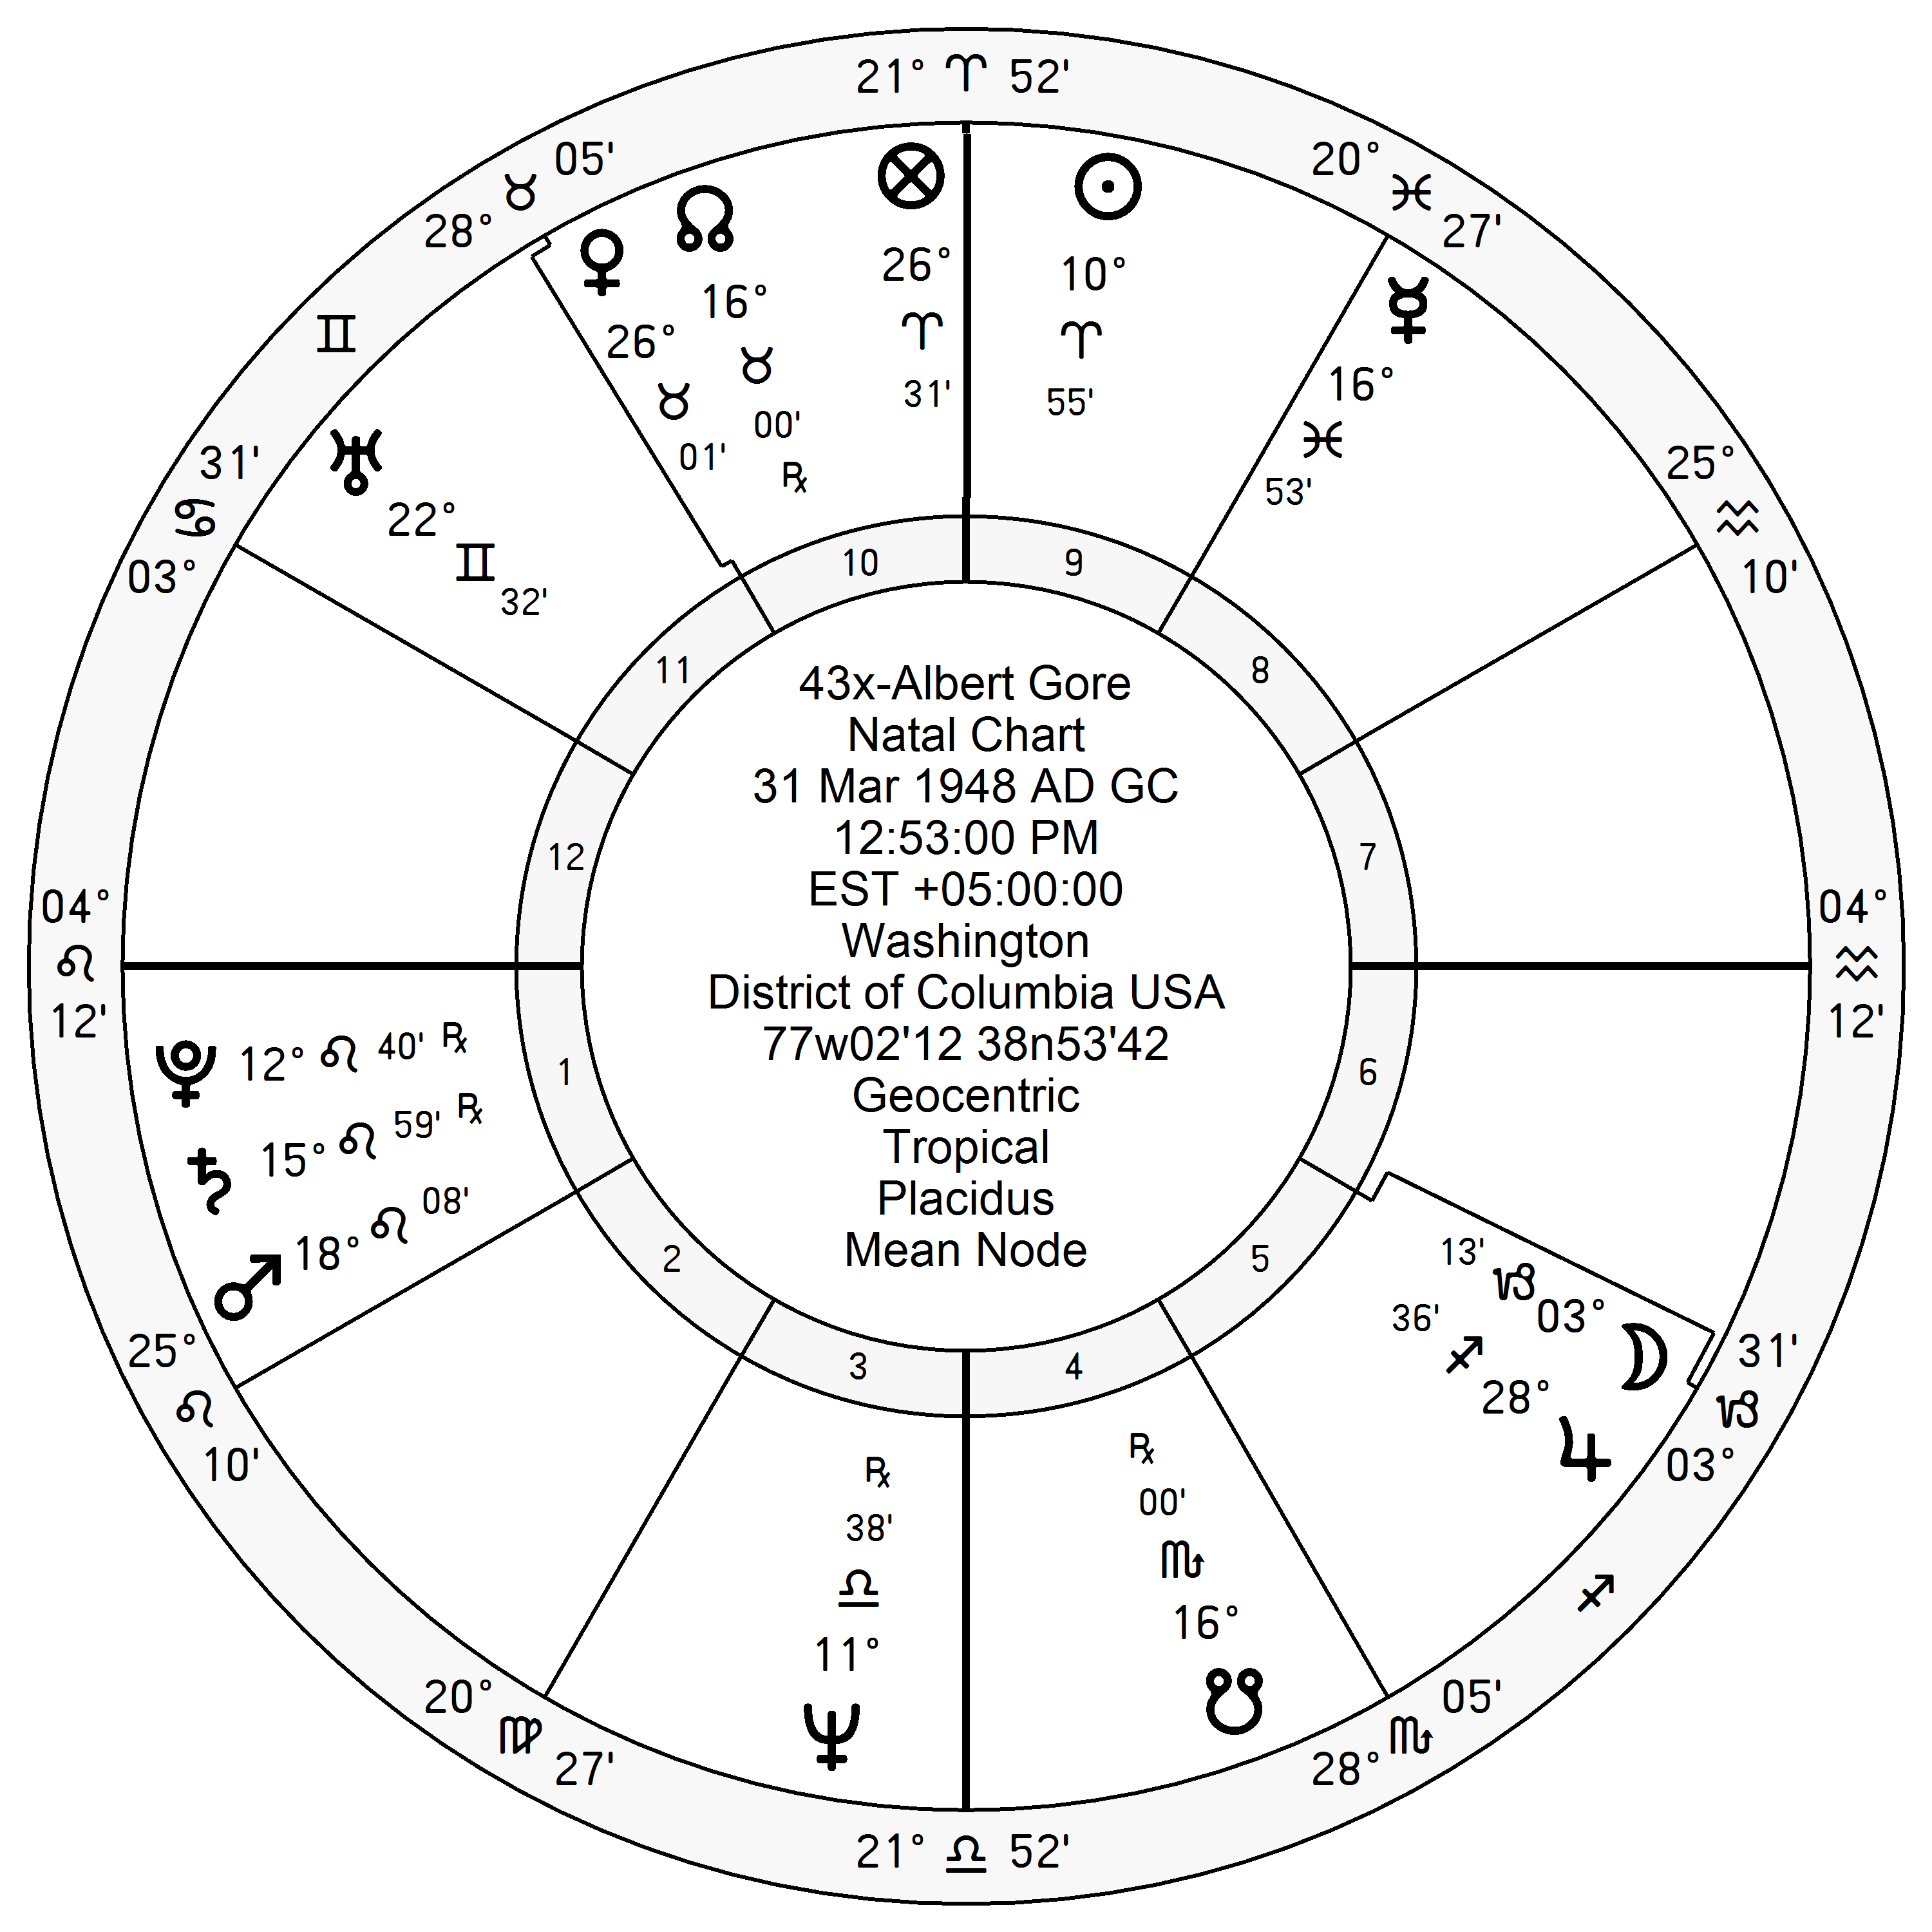 21° ♈ 52'
05'
♉
28°
20°
♓
27'
♊
31'
♋
03°
25°
♒
10'
04°
♌
12'
04°
♒
12'
25°
♌
10'
31'
♑
03°
♐
20°
♍
27'
05'
♏
28°
21° ♎ 52'
⊗ 26° ♈ 31'
☉ 10° ♈ 55'
☊ 16° ♉ 00' ℞
♀ 26° ♉ 01'
☿ 16° ♓ 53'
♅ 22° ♊ 32'
♇ 12° ♌ 40' ℞
♄ 15° ♌ 59' ℞
♂ 18° ♌ 08'
13' ♑ 03° ☽
36' ♐ 28° ♃
℞ 38' ♎ 11° ♆
℞ 00' ♏ 16° ☋
10
9
11
8
12
7
1
6
2
5
3
4
43x-Albert Gore
Natal Chart
31 Mar 1948 AD GC
12:53:00 PM
EST +05:00:00
Washington
District of Columbia USA
77w02'12 38n53'42
Geocentric
Tropical
Placidus
Mean Node